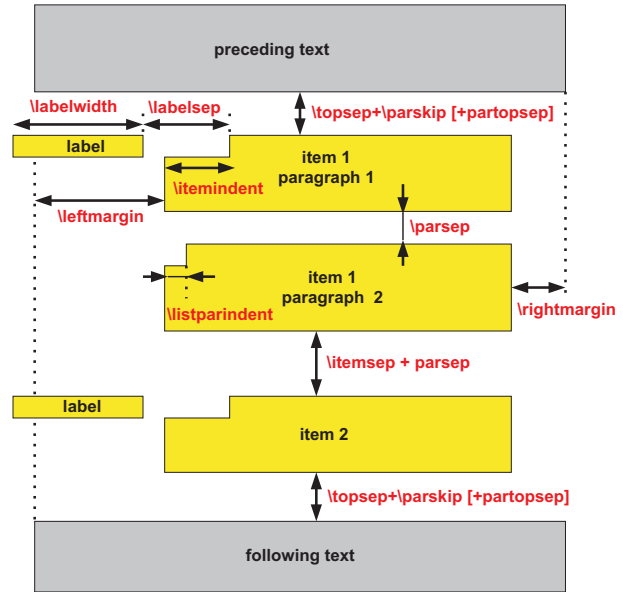 preceding text
\labelwidth
\labelsep
\topsep+\parskip [+partopsep]
label
item 1
paragraph 1
\itemindent
\leftmargin
\parsep
item 1
paragraph 2
\listparindent
\rightmargin
\itemsep + parsep
label
item 2
\topsep+\parskip [+partopsep]
following text